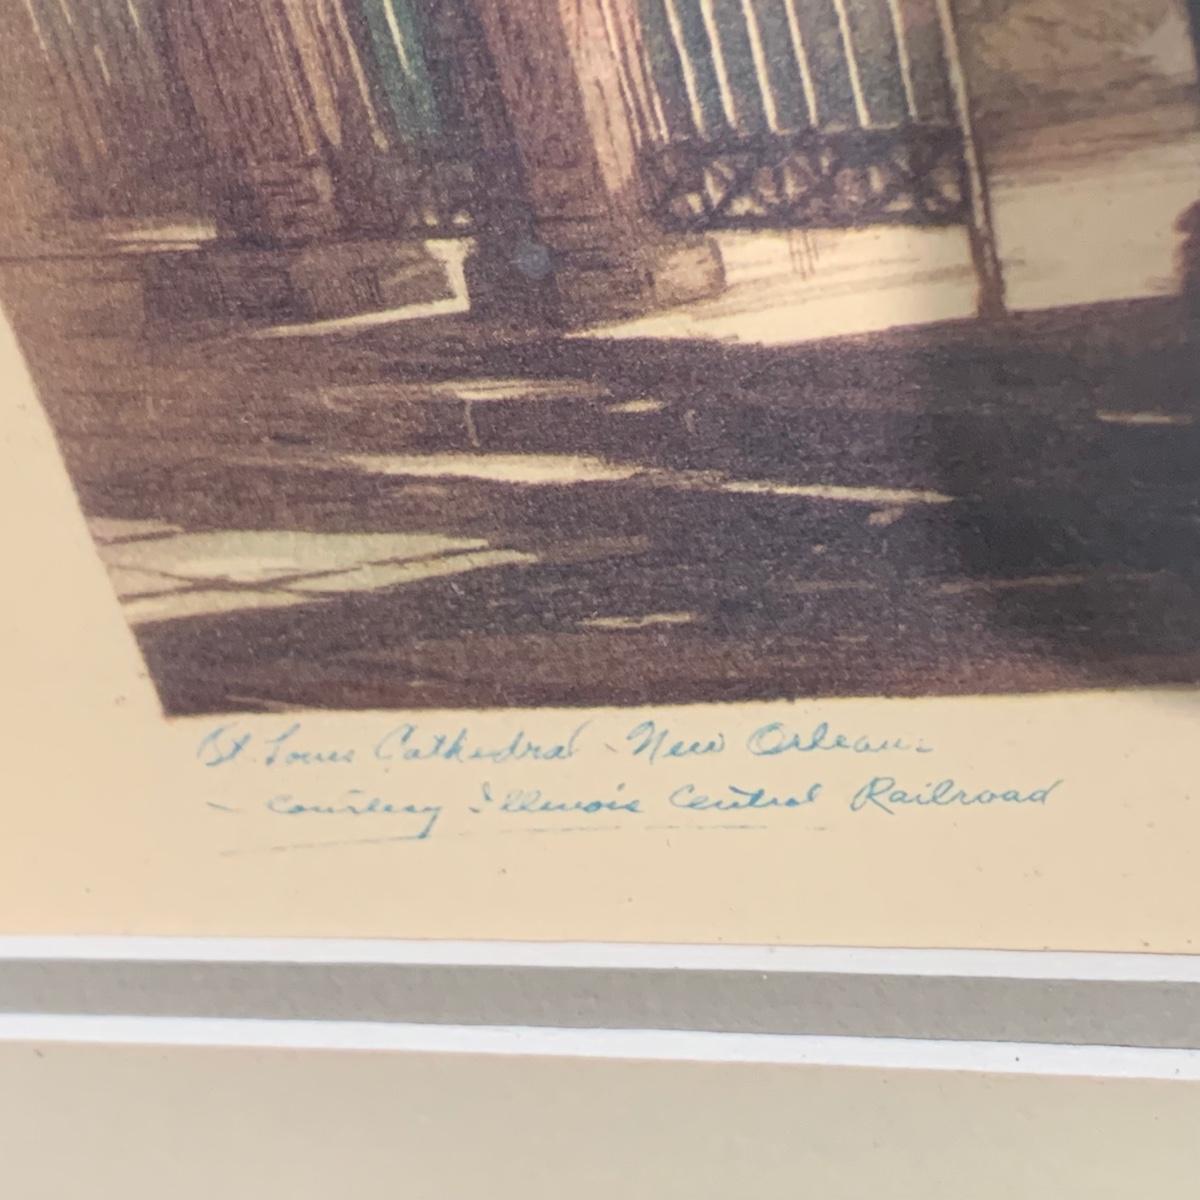 St. Louis Cathedral - New Orleans
- Courtesy Illinois Central Railroad